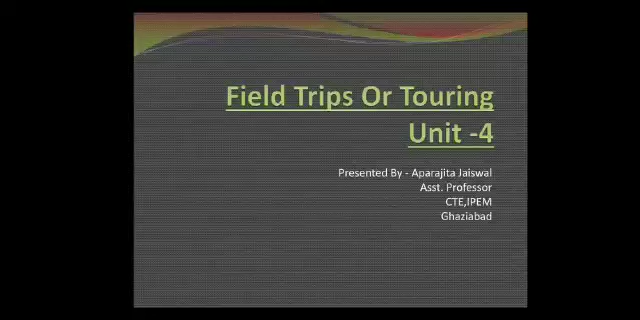 Field Trips Or Touring
Unit -4
Presented By - Aparajita Jaiswal
Asst. Professor
CTE,IPEM
Ghaziabad